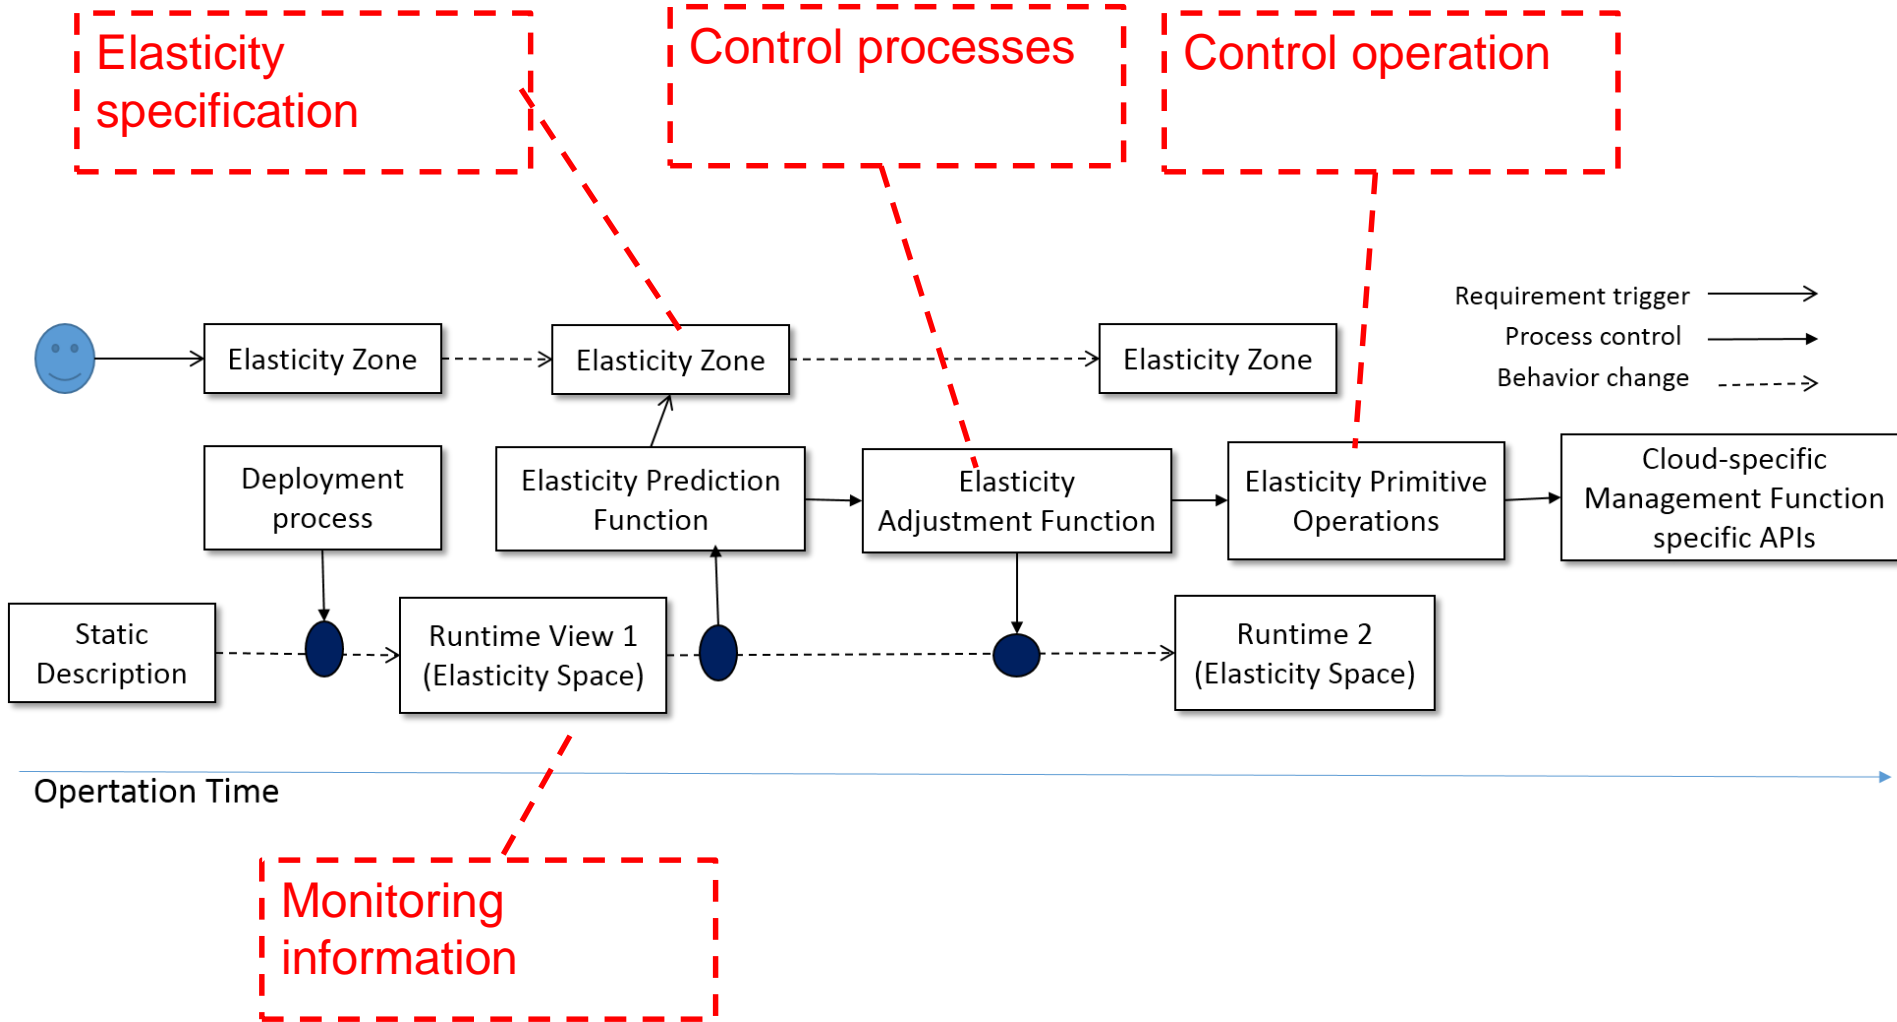 Elasticity
specification
Control processes
Control operation
Requirement trigger
Process control
Behavior change
Elasticity Zone
Elasticity Zone
Elasticity Zone
Deployment
process
Elasticity Prediction
Function
Elasticity
Adjustment Function
Elasticity Primitive
Operations
Cloud-specific
Management Function
specific APIs
Static
Description
Runtime View 1
(Elasticity Space)
Runtime 2
(Elasticity Space)
Opertation Time
Monitoring
information